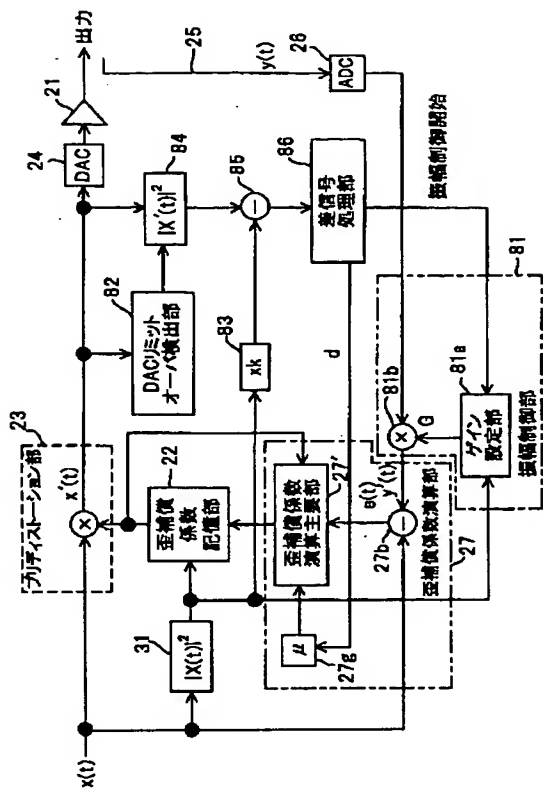 x(t)
23
プリディストーション部
×
x'(t)
24
DAC
21
出力
25
y(t)
26
ADC
31
|X(t)|²
22
歪補償
係数
記憶部
82
DACリミット
オーバ検出部
84
|X'(t)|²
83
xk
85
−
86
差信号
処理部
d
振幅制御開始
μ
27g
歪補償係数
演算主要部
27'
e(t)
y'(t)
−
27b
歪補償係数演算部
27
×
81b
G
81a
ゲイン
設定部
振幅制御部
81